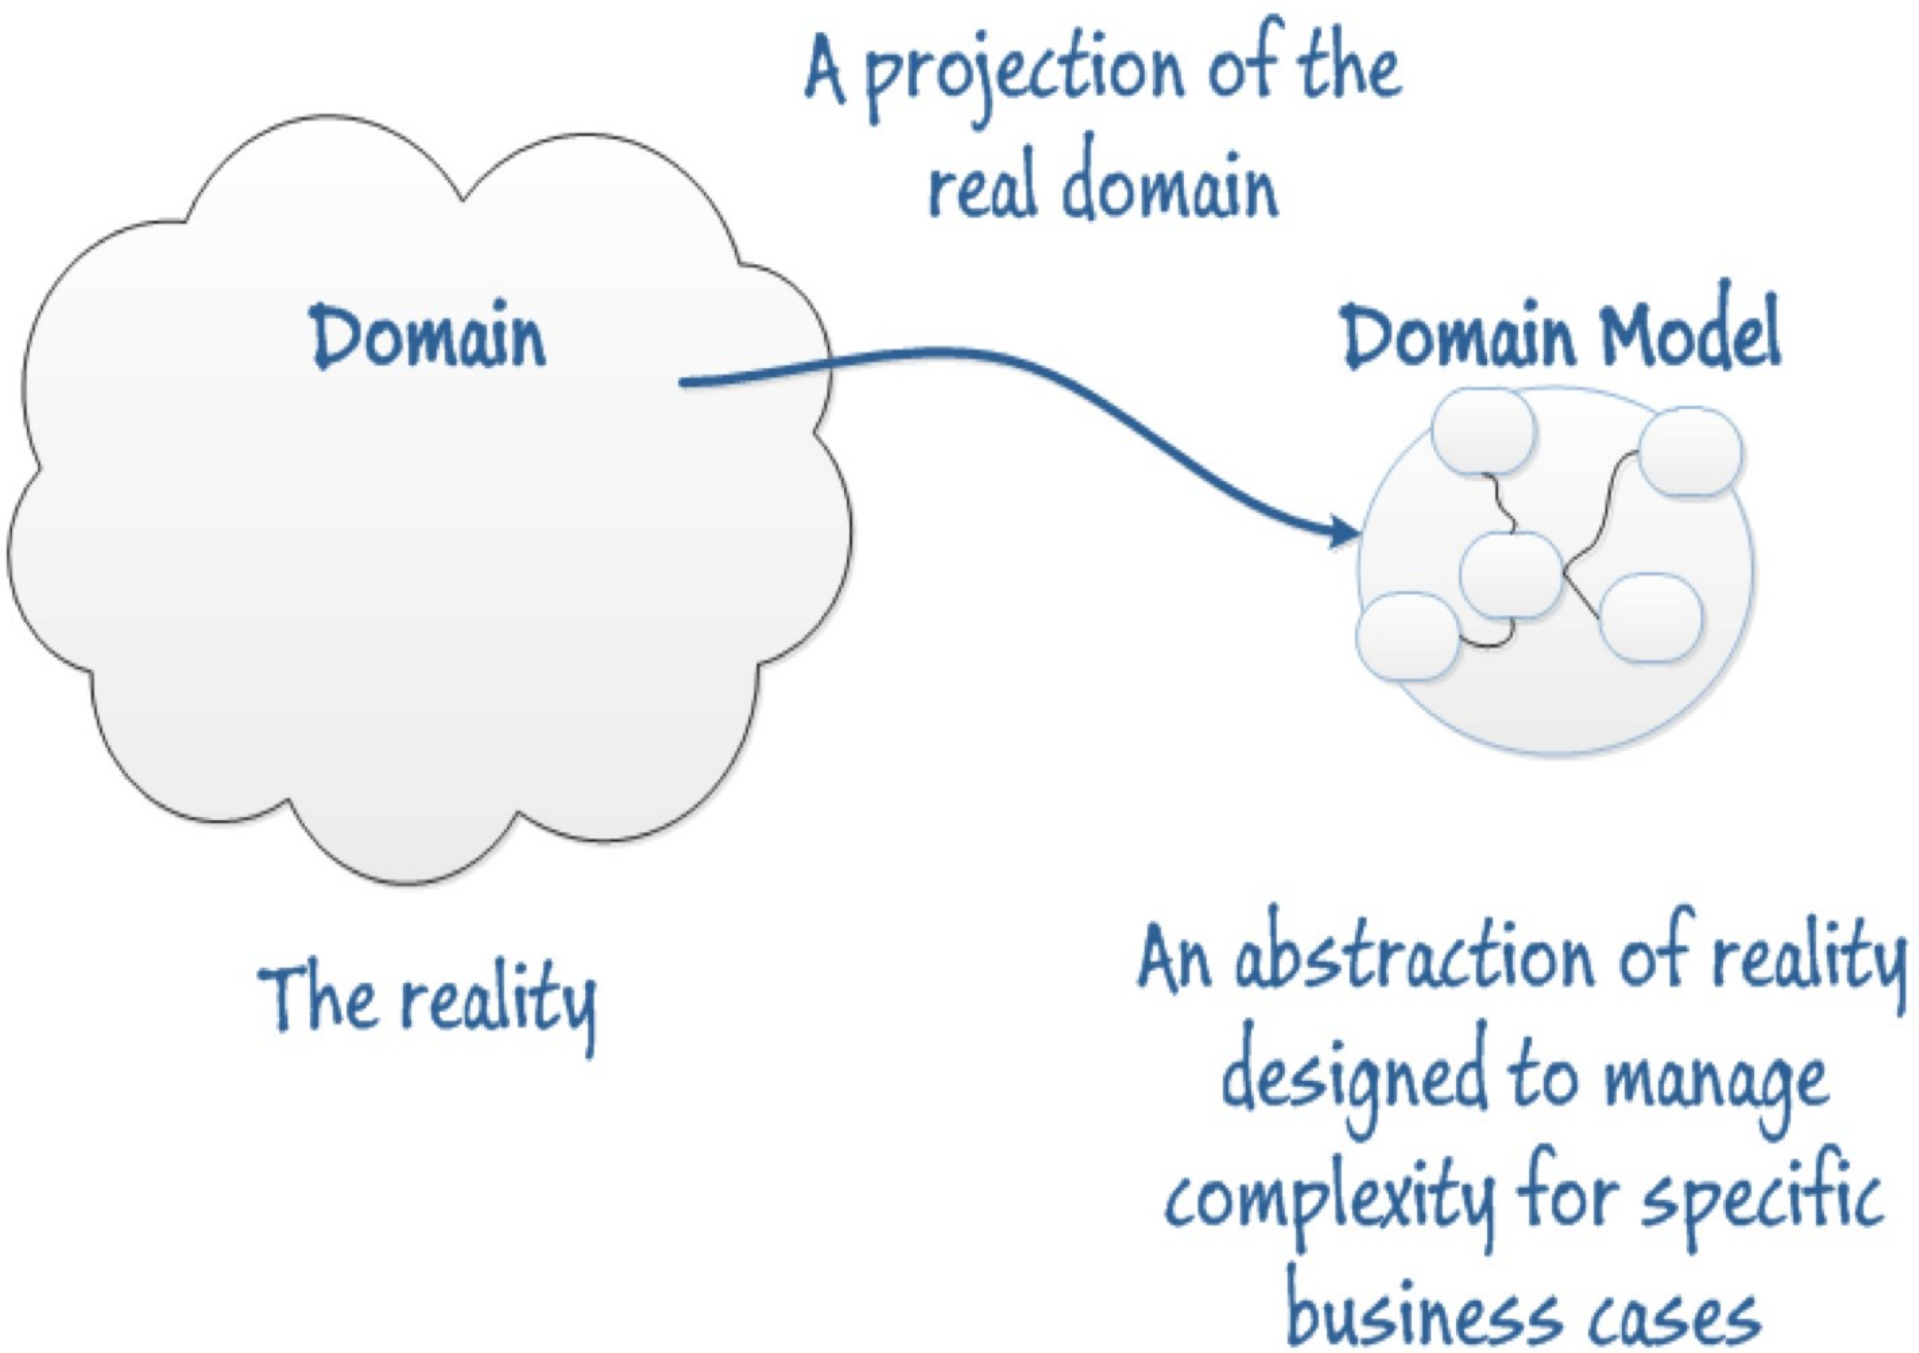 A projection of the
real domain
Domain
Domain Model
The reality
An abstraction of reality
designed to manage
complexity for specific
business cases